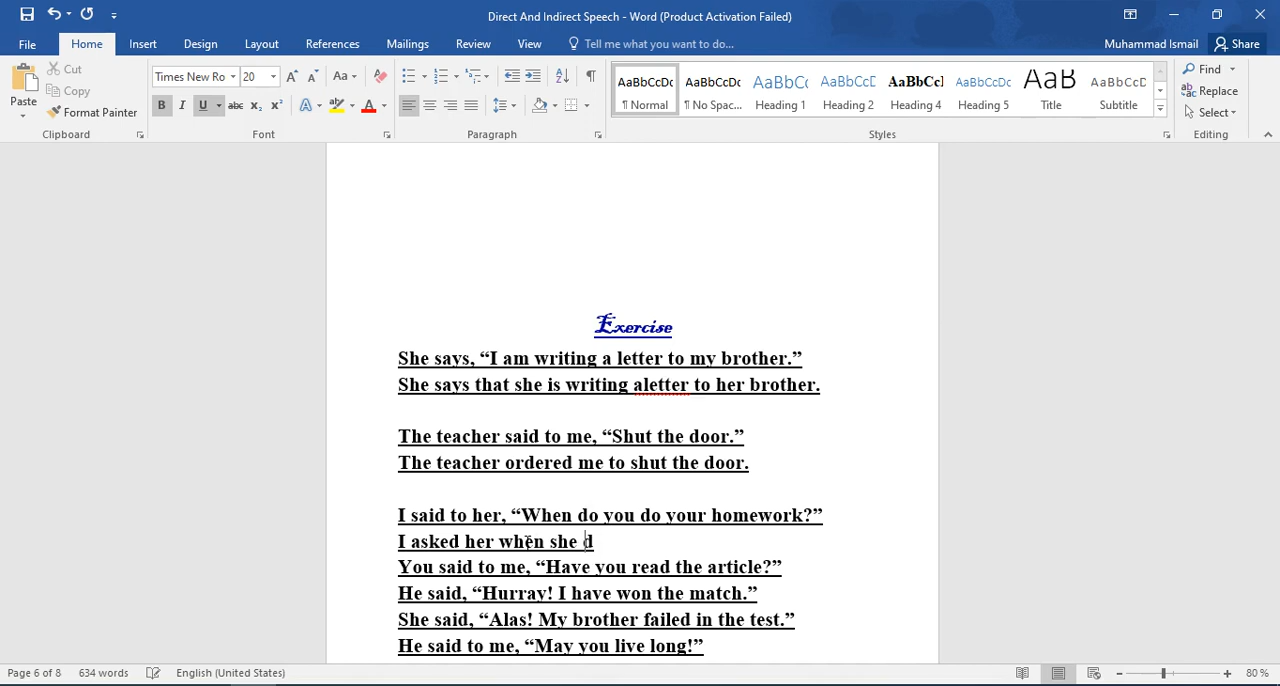 Direct And Indirect Speech - Word (Product Activation Failed)
File Home Insert Design Layout References Mailings Review View Tell me what you want to do... Muhammad Ismail Share
Paste Cut Copy Format Painter
Times New Ro 20 Aa
AaBbCcDc ¶ Normal
AaBbCcDc ¶ No Spac...
AaBbCc Heading 1
AaBbCcD Heading 2
AaBbCcI Heading 4
AaBbCcDc Heading 5
AaB Title
AaBbCcD Subtitle
Find Replace Select
Clipboard Font Paragraph Styles Editing
Exercise
She says, “I am writing a letter to my brother.”
She says that she is writing aletter to her brother.
The teacher said to me, “Shut the door.”
The teacher ordered me to shut the door.
I said to her, “When do you do your homework?”
I asked her when she d
You said to me, “Have you read the article?”
He said, “Hurray! I have won the match.”
She said, “Alas! My brother failed in the test.”
He said to me, “May you live long!”
Page 6 of 8 634 words English (United States) 80%